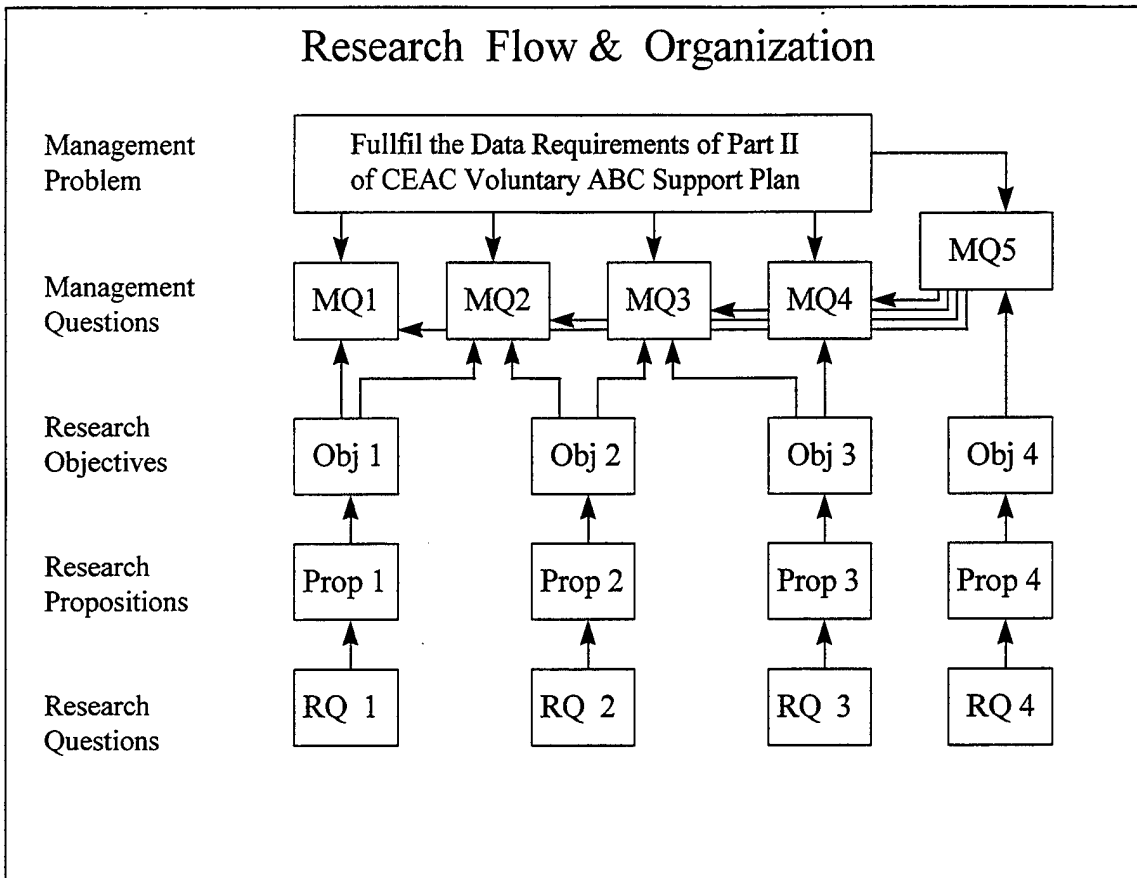 Research Flow & Organization
Management
Problem
Fullfil the Data Requirements of Part II
of CEAC Voluntary ABC Support Plan
MQ5
Management
Questions
MQ1
MQ2
MQ3
MQ4
Research
Objectives
Obj 1
Obj 2
Obj 3
Obj 4
Research
Propositions
Prop 1
Prop 2
Prop 3
Prop 4
Research
Questions
RQ 1
RQ 2
RQ 3
RQ 4